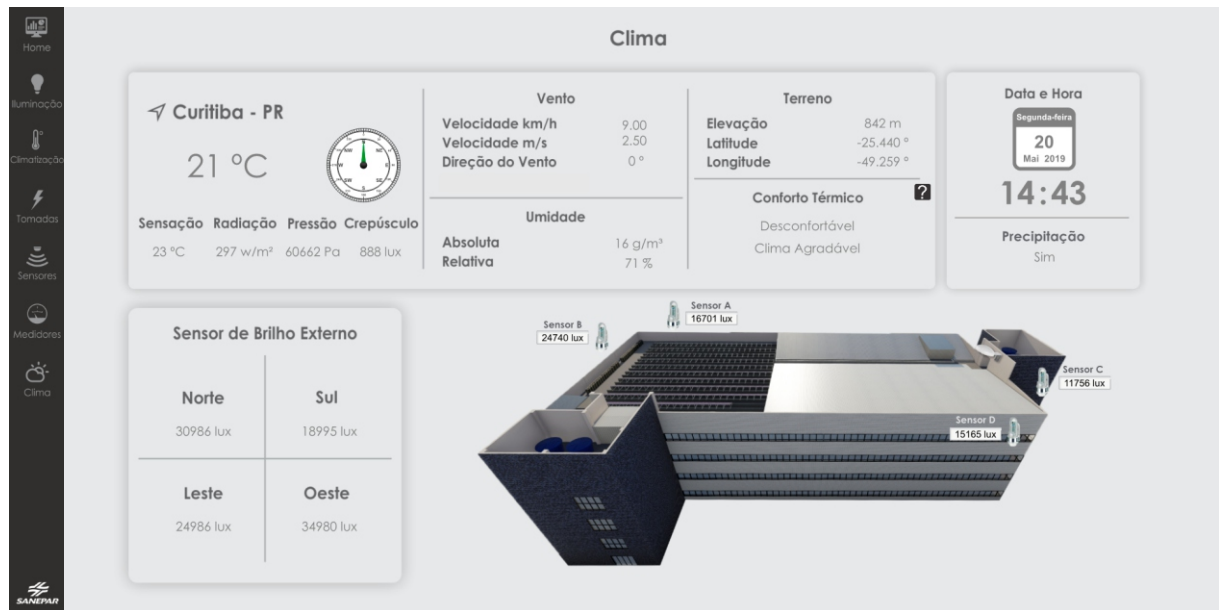 Clima
Home
Iluminação
Climatização
Tomadas
Sensores
Medidores
Clima
SANEPAR
Curitiba - PR
21 ºC
Sensação Radiação Pressão Crepúsculo
23 ºC 297 w/m² 60662 Pa 888 lux
Vento
Velocidade km/h 9.00
Velocidade m/s 2.50
Direção do Vento 0 º
Umidade
Absoluta 16 g/m³
Relativa 71 %
Terreno
Elevação 842 m
Latitude -25.440 º
Longitude -49.259 º
Conforto Térmico ?
Desconfortável
Clima Agradável
Data e Hora
Segunda-feira
20
Mai 2019
14:43
Precipitação
Sim
Sensor de Brilho Externo
Norte Sul
30986 lux 18995 lux
Leste Oeste
24986 lux 34980 lux
Sensor A
16701 lux
Sensor B
24740 lux
Sensor C
11756 lux
Sensor D
15165 lux